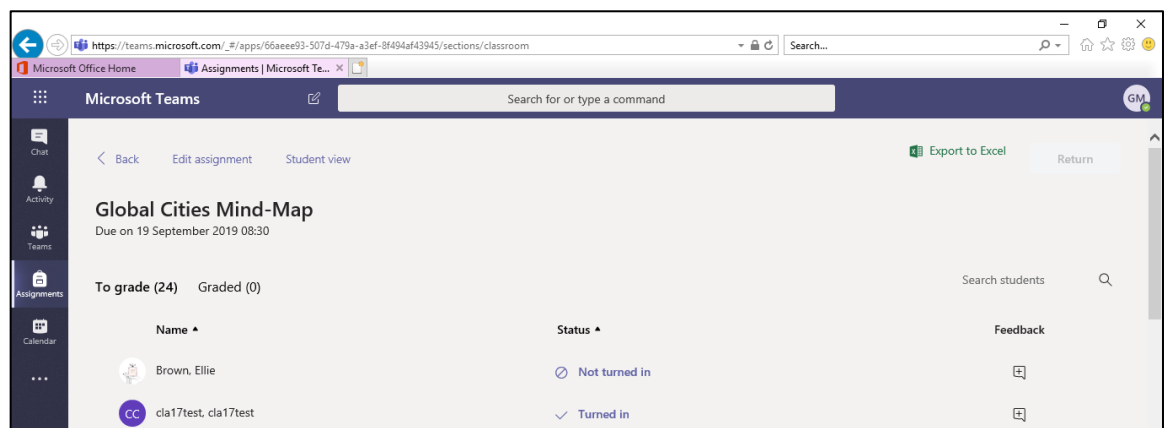 https://teams.microsoft.com/_#/apps/66aeee93-507d-479a-a3ef-8f494af43945/sections/classroom
Search...
Microsoft Office Home
Assignments | Microsoft Te...
Microsoft Teams
Search for or type a command
GM
Chat
Activity
Teams
Assignments
Calendar
Back Edit assignment Student view
Export to Excel
Return
Global Cities Mind-Map
Due on 19 September 2019 08:30
To grade (24) Graded (0)
Search students
Name Status Feedback
Brown, Ellie Not turned in
CC cla17test, cla17test Turned in